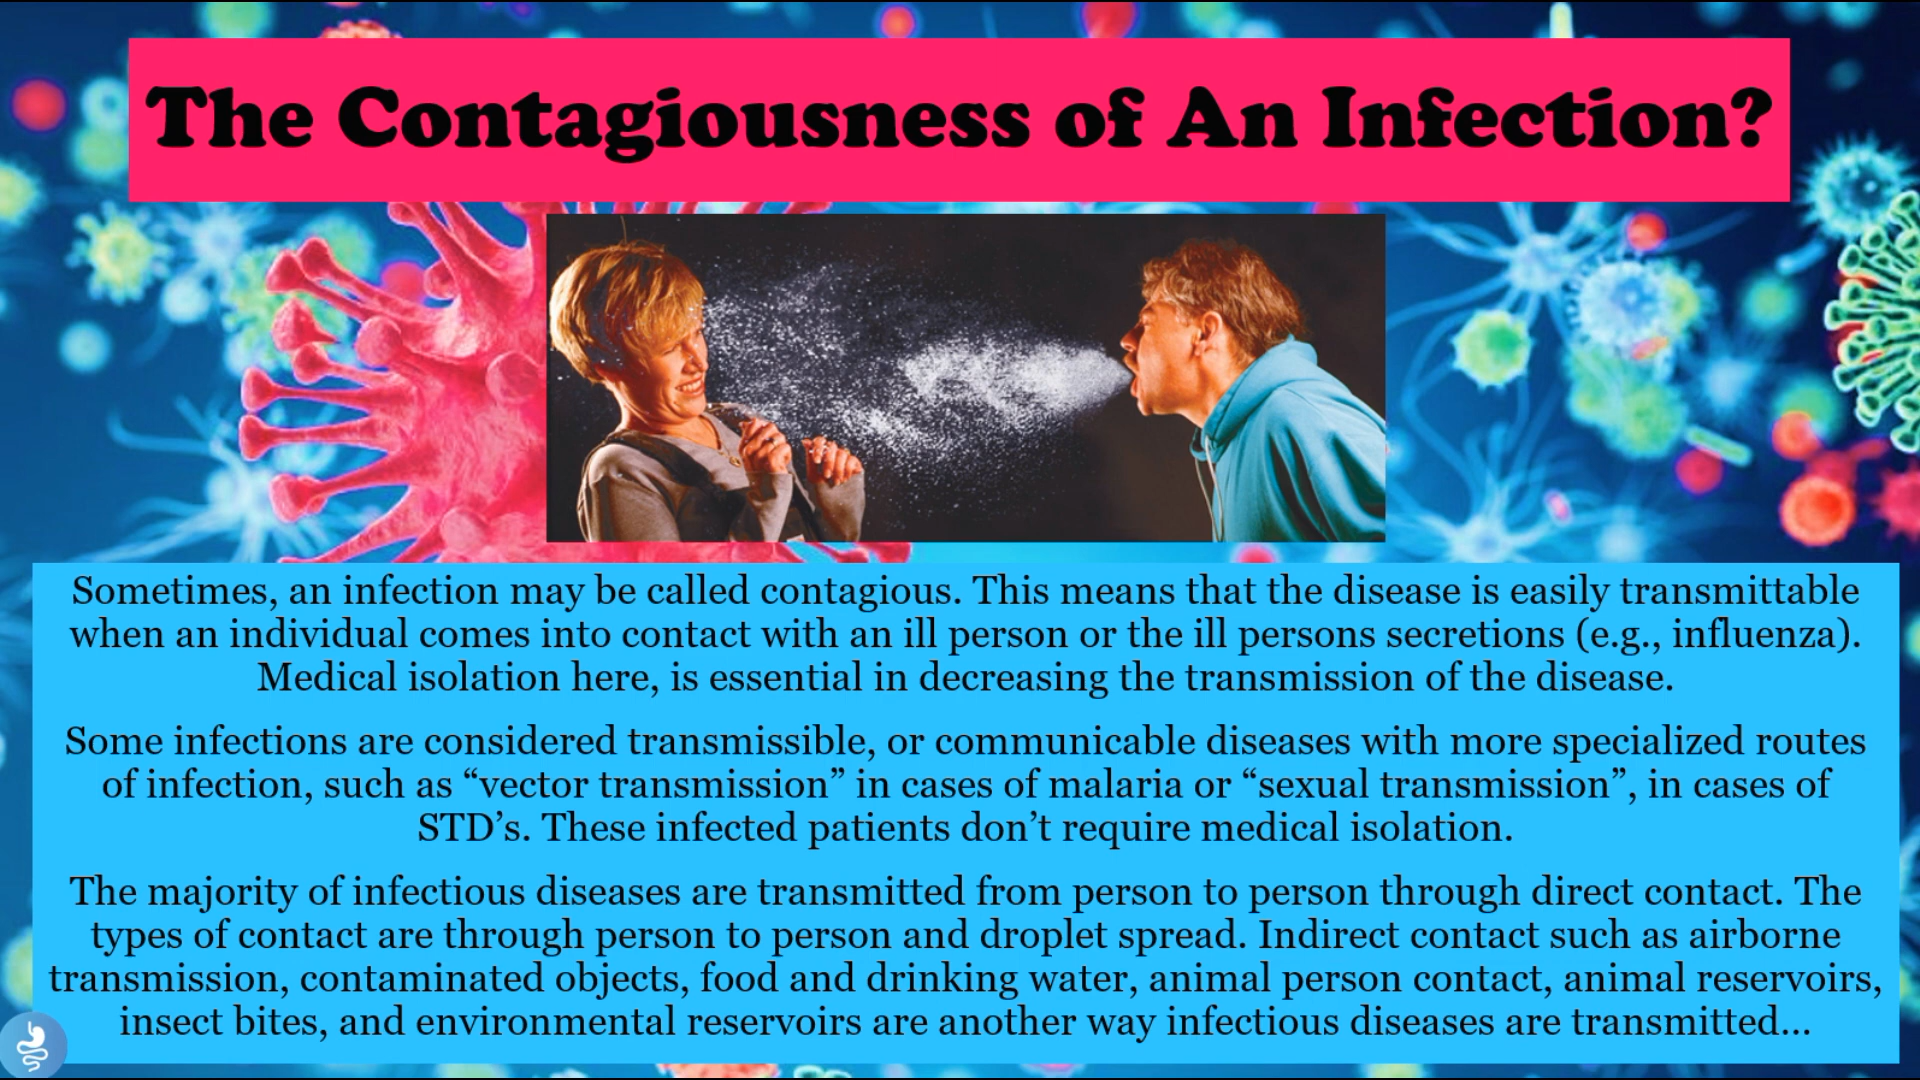 The Contagiousness of An Infection?
Sometimes, an infection may be called contagious. This means that the disease is easily transmittable
when an individual comes into contact with an ill person or the ill persons secretions (e.g., influenza).
Medical isolation here, is essential in decreasing the transmission of the disease.
Some infections are considered transmissible, or communicable diseases with more specialized routes
of infection, such as “vector transmission” in cases of malaria or “sexual transmission”, in cases of
STD’s. These infected patients don’t require medical isolation.
The majority of infectious diseases are transmitted from person to person through direct contact. The
types of contact are through person to person and droplet spread. Indirect contact such as airborne
transmission, contaminated objects, food and drinking water, animal person contact, animal reservoirs,
insect bites, and environmental reservoirs are another way infectious diseases are transmitted...